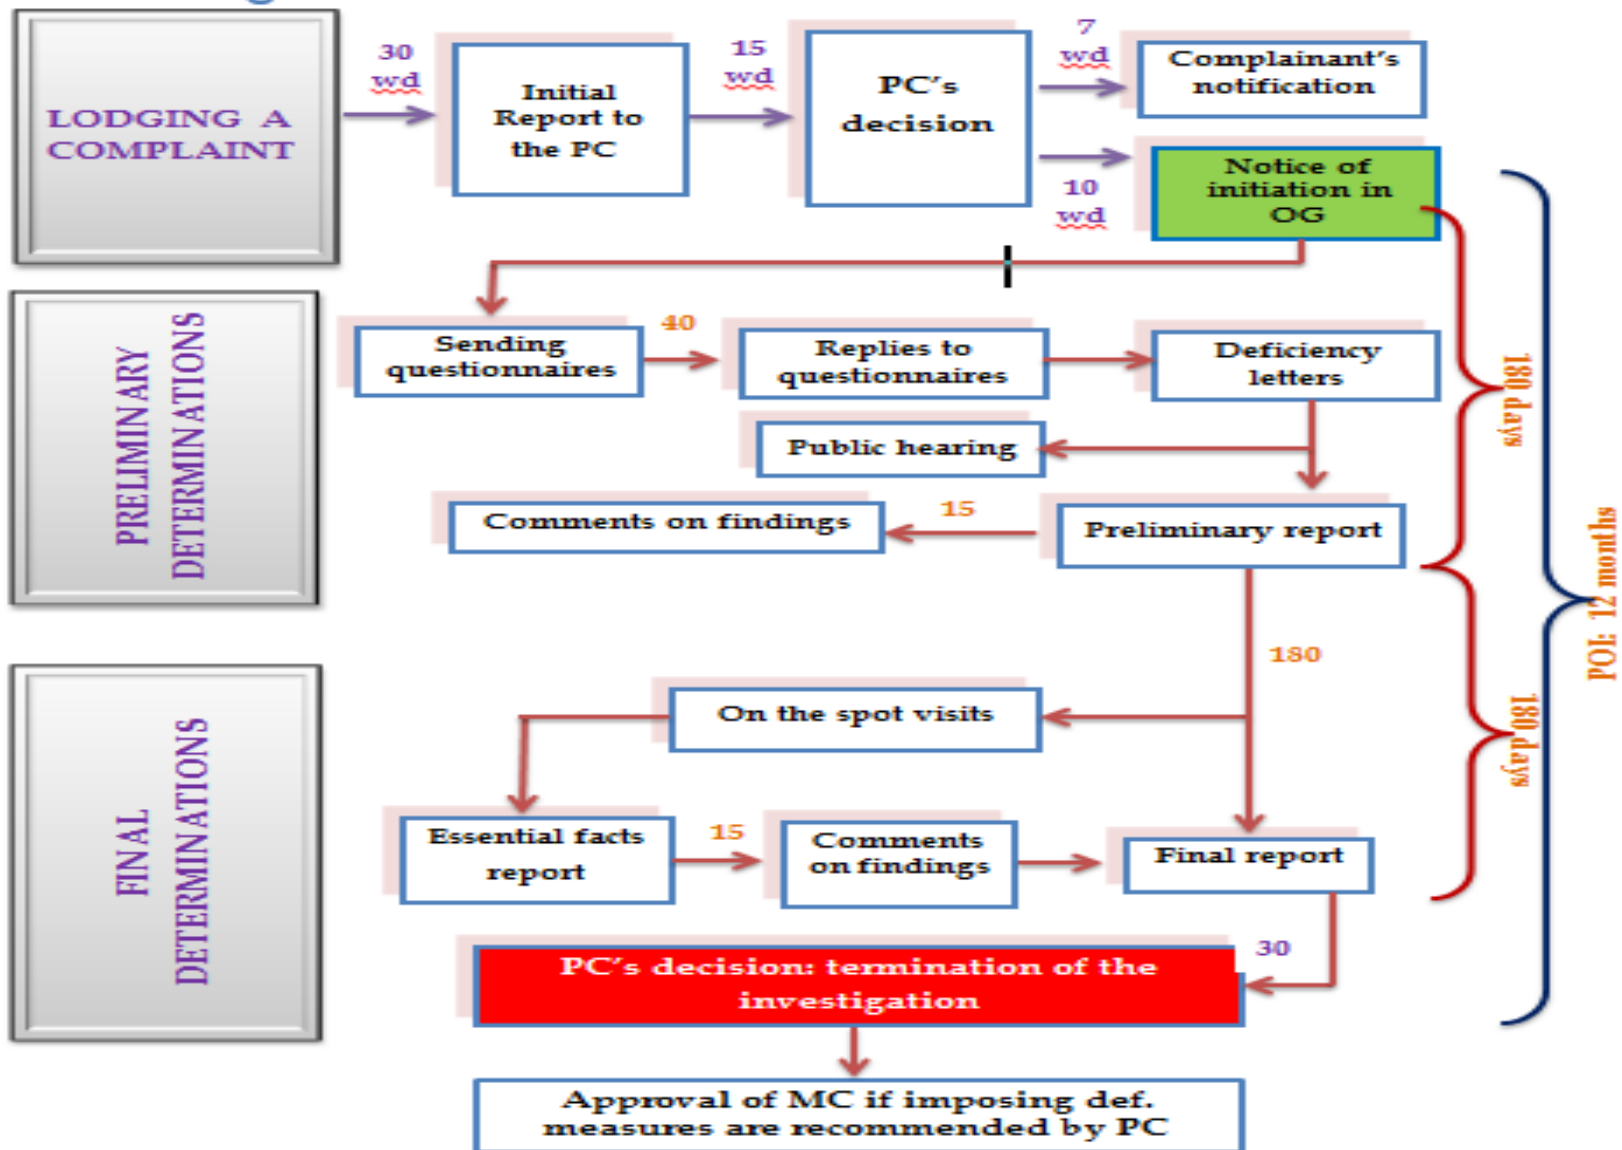 LODGING A
COMPLAINT
30
wd
Initial
Report to
the PC
15
wd
PC's
decision
7
wd
Complainant's
notification
10
wd
Notice of
initiation in
OG
PRELIMINARY
DETERMINATIONS
Sending
questionnaires
40
Replies to
questionnaires
Deficiency
letters
Public hearing
Comments on findings
15
Preliminary report
180 days
POI: 12 months
FINAL
DETERMINATIONS
180
On the spot visits
180 days
Essential facts
report
15
Comments
on findings
Final report
30
PC's decision: termination of the
investigation
Approval of MC if imposing def.
measures are recommended by PC